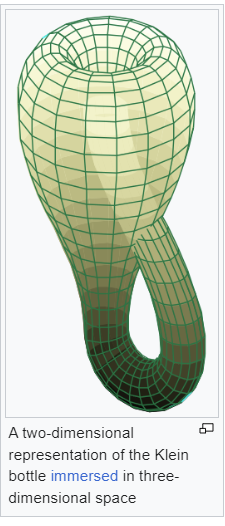 A two-dimensional
representation of the Klein
bottle immersed in three-
dimensional space